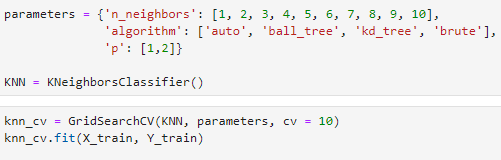 parameters = {'n_neighbors': [1, 2, 3, 4, 5, 6, 7, 8, 9, 10],
'algorithm': ['auto', 'ball_tree', 'kd_tree', 'brute'],
'p': [1,2]}
KNN = KNeighborsClassifier()
knn_cv = GridSearchCV(KNN, parameters, cv = 10)
knn_cv.fit(X_train, Y_train)